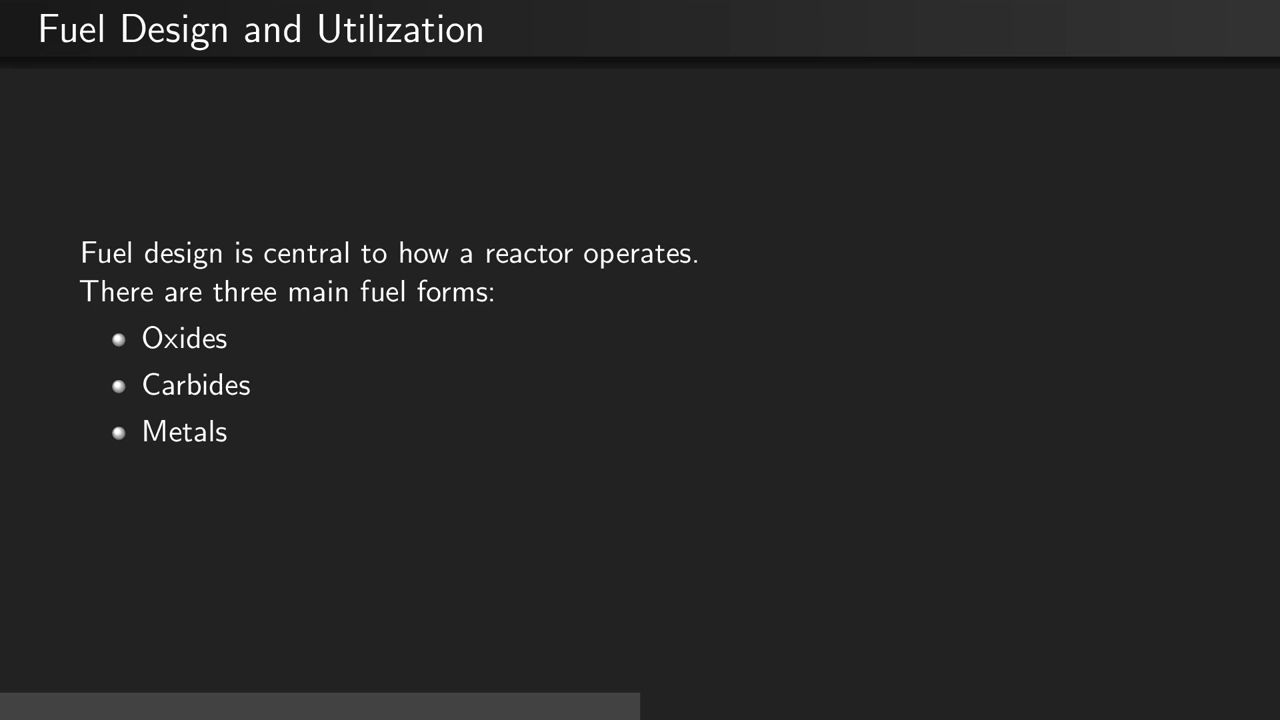 Fuel Design and Utilization
Fuel design is central to how a reactor operates.
There are three main fuel forms:
Oxides
Carbides
Metals